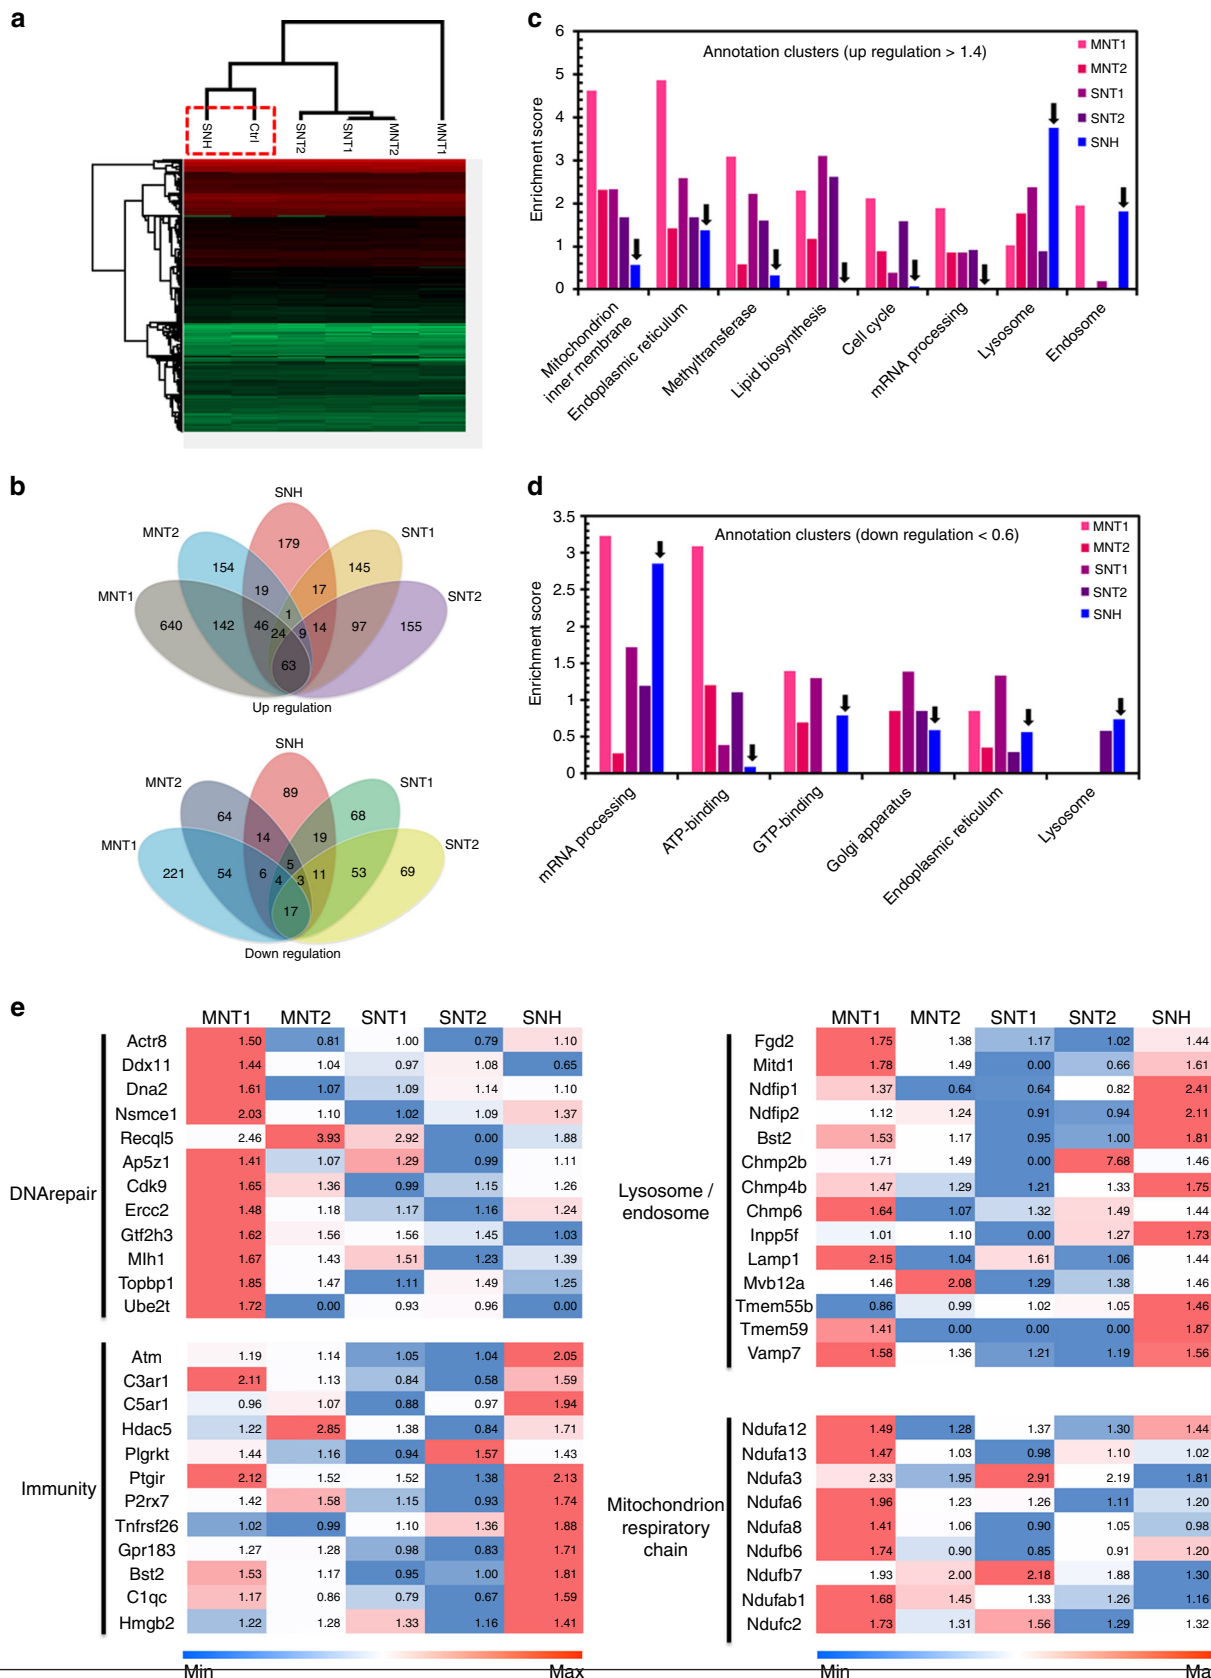 a
SNH
Ctrl
SNT2
SNT1
MNT2
MNT1
b
SNH
MNT2
SNT1
MNT1
SNT2
179
154
145
19
17
1
640
142
46
24
9
14
97
155
63
Up regulation
SNH
MNT2
SNT1
MNT1
SNT2
89
64
68
14
19
5
221
54
6
4
3
11
53
69
17
Down regulation
c
Annotation clusters (up regulation > 1.4)
Enrichment score
6
5
4
3
2
1
0
MNT1
MNT2
SNT1
SNT2
SNH
Mitochondrion
inner membrane
Endoplasmic reticulum
Methyltransferase
Lipid biosynthesis
Cell cycle
mRNA processing
Lysosome
Endosome
d
Annotation clusters (down regulation < 0.6)
Enrichment score
3.5
3
2.5
2
1.5
1
0.5
0
MNT1
MNT2
SNT1
SNT2
SNH
mRNA processing
ATP-binding
GTP-binding
Golgi apparatus
Endoplasmic reticulum
Lysosome
e
MNT1 MNT2 SNT1 SNT2 SNH
DNArepair
Actr8 1.50 0.81 1.00 0.79 1.10
Ddx11 1.44 1.04 0.97 1.08 0.65
Dna2 1.61 1.07 1.09 1.14 1.10
Nsmce1 2.03 1.10 1.02 1.09 1.37
Recql5 2.46 3.93 2.92 0.00 1.88
Ap5z1 1.41 1.07 1.29 0.99 1.11
Cdk9 1.65 1.36 0.99 1.15 1.26
Ercc2 1.48 1.18 1.17 1.16 1.24
Gtf2h3 1.62 1.56 1.56 1.45 1.03
Mlh1 1.67 1.43 1.51 1.23 1.39
Topbp1 1.85 1.47 1.11 1.49 1.25
Ube2t 1.72 0.00 0.93 0.96 0.00
Immunity
Atm 1.19 1.14 1.05 1.04 2.05
C3ar1 2.11 1.13 0.84 0.58 1.59
C5ar1 0.96 1.07 0.88 0.97 1.94
Hdac5 1.22 2.85 1.38 0.84 1.71
Plgrkt 1.44 1.16 0.94 1.57 1.43
Ptgir 2.12 1.52 1.52 1.38 2.13
P2rx7 1.42 1.58 1.15 0.93 1.74
Tnfrsf26 1.02 0.99 1.10 1.36 1.88
Gpr183 1.27 1.28 0.98 0.83 1.71
Bst2 1.53 1.17 0.95 1.00 1.81
C1qc 1.17 0.86 0.79 0.67 1.59
Hmgb2 1.22 1.28 1.33 1.16 1.41
Min Max
MNT1 MNT2 SNT1 SNT2 SNH
Lysosome /
endosome
Fgd2 1.75 1.38 1.17 1.02 1.44
Mitd1 1.78 1.49 0.00 0.66 1.61
Ndfip1 1.37 0.64 0.64 0.82 2.41
Ndfip2 1.12 1.24 0.91 0.94 2.11
Bst2 1.53 1.17 0.95 1.00 1.81
Chmp2b 1.71 1.49 0.00 7.68 1.46
Chmp4b 1.47 1.29 1.21 1.33 1.75
Chmp6 1.64 1.07 1.32 1.49 1.44
Inpp5f 1.01 1.10 0.00 1.27 1.73
Lamp1 2.15 1.04 1.61 1.06 1.44
Mvb12a 1.46 2.08 1.29 1.38 1.46
Tmem55b 0.86 0.99 1.02 1.05 1.46
Tmem59 1.41 0.00 0.00 0.00 1.87
Vamp7 1.58 1.36 1.21 1.19 1.56
Mitochondrion
respiratory
chain
Ndufa12 1.49 1.28 1.37 1.30 1.44
Ndufa13 1.47 1.03 0.98 1.10 1.02
Ndufa3 2.33 1.95 2.91 2.19 1.81
Ndufa6 1.96 1.23 1.26 1.11 1.20
Ndufa8 1.41 1.06 0.90 1.05 0.98
Ndufb6 1.74 0.90 0.85 0.91 1.20
Ndufb7 1.93 2.00 2.18 1.88 1.30
Ndufab1 1.68 1.45 1.33 1.26 1.16
Ndufc2 1.73 1.31 1.56 1.29 1.32
Min Ma